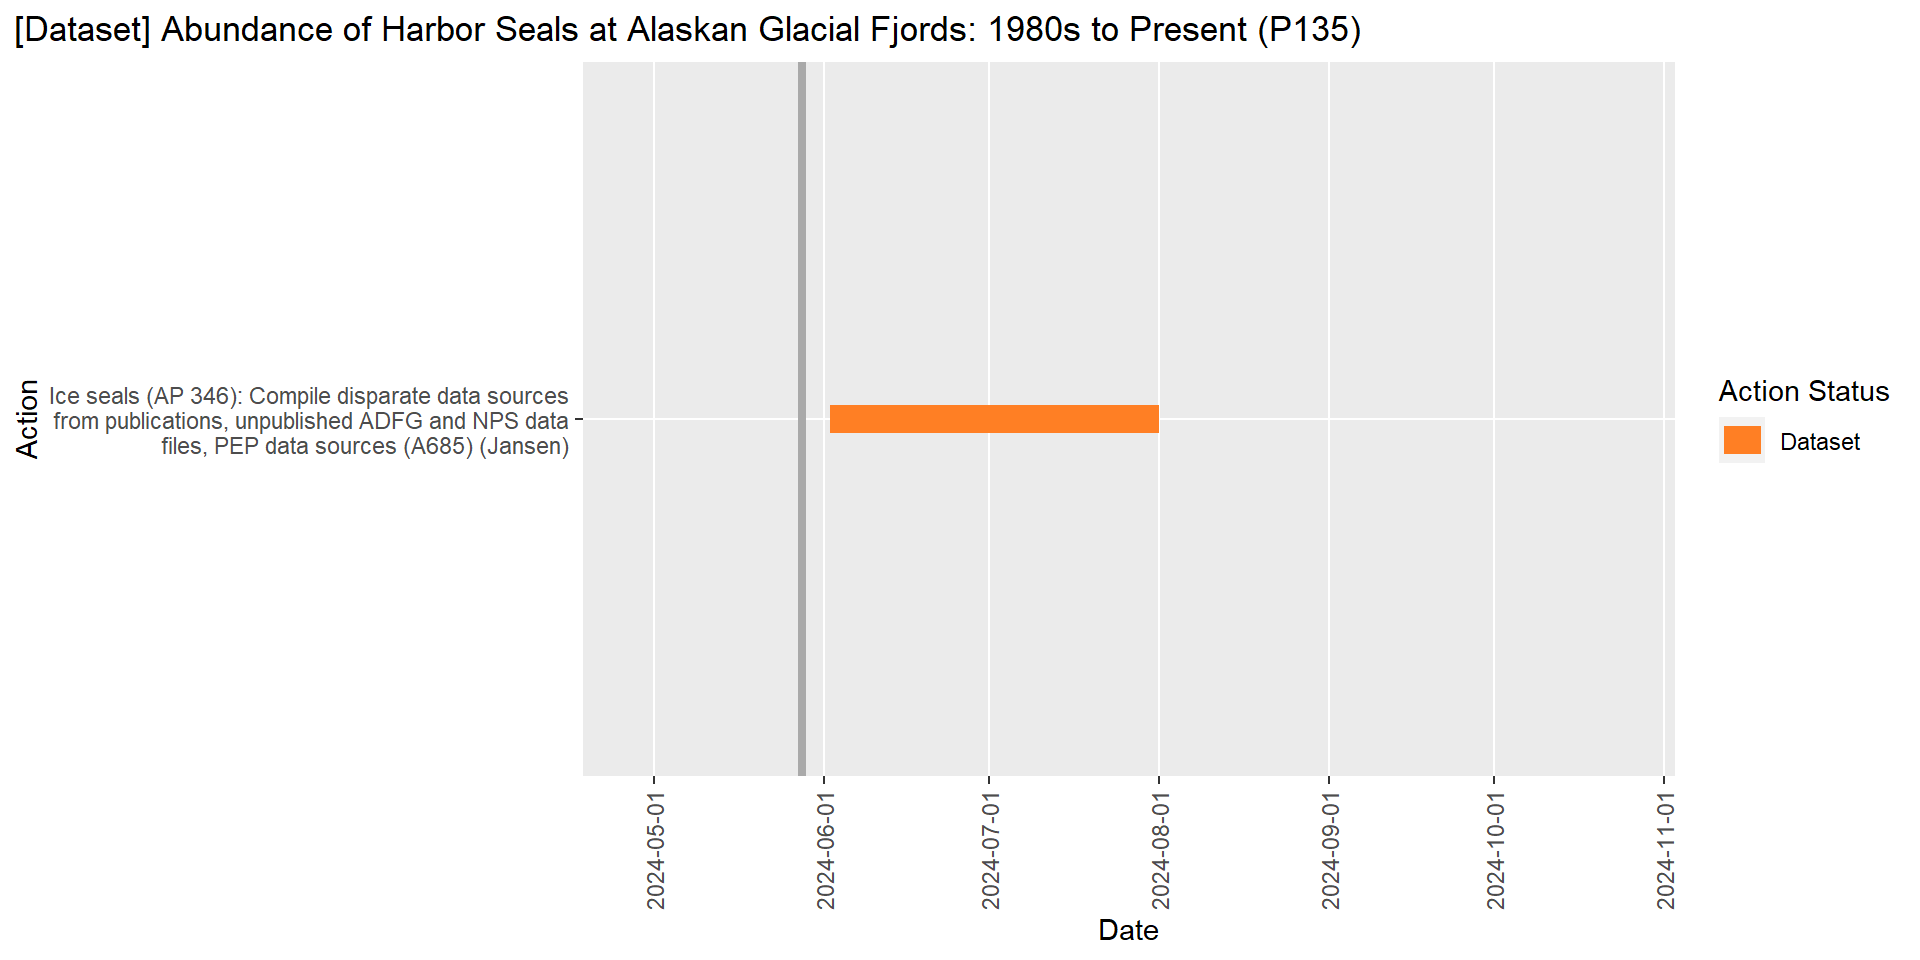 [Dataset] Abundance of Harbor Seals at Alaskan Glacial Fjords: 1980s to Present (P135)
Action
Ice seals (AP 346): Compile disparate data sources
from publications, unpublished ADFG and NPS data
files, PEP data sources (A685) (Jansen)
Action Status
Dataset
2024-05-01
2024-06-01
2024-07-01
2024-08-01
2024-09-01
2024-10-01
2024-11-01
Date